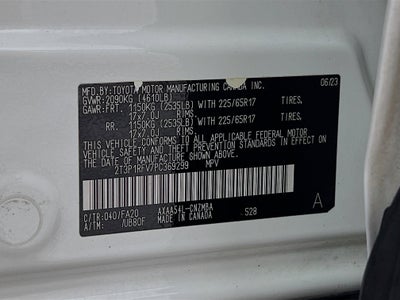 MFD. BY: TOYOTA MOTOR MANUFACTURING CANADA INC. 06/23
GVWR: 2090KG (4610LB)
GAWR: FRT. 1150KG (2535LB) WITH 225/65R17 TIRES.
17x7.0J RIMS.
RR. 1150KG (2535LB) WITH 225/65R17 TIRES.
17x7.0J RIMS.
THIS VEHICLE CONFORMS TO ALL APPLICABLE FEDERAL MOTOR VEHICLE
SAFETY AND THEFT PREVENTION STANDARDS IN EFFECT ON THE DATE OF
MANUFACTURE SHOWN ABOVE.
2T3P1RFV7PC369299 MPV
C/TR: 040/FA20 AXAA54L-CNZMBA 528 A
A/TM: /UB80F MADE IN CANADA